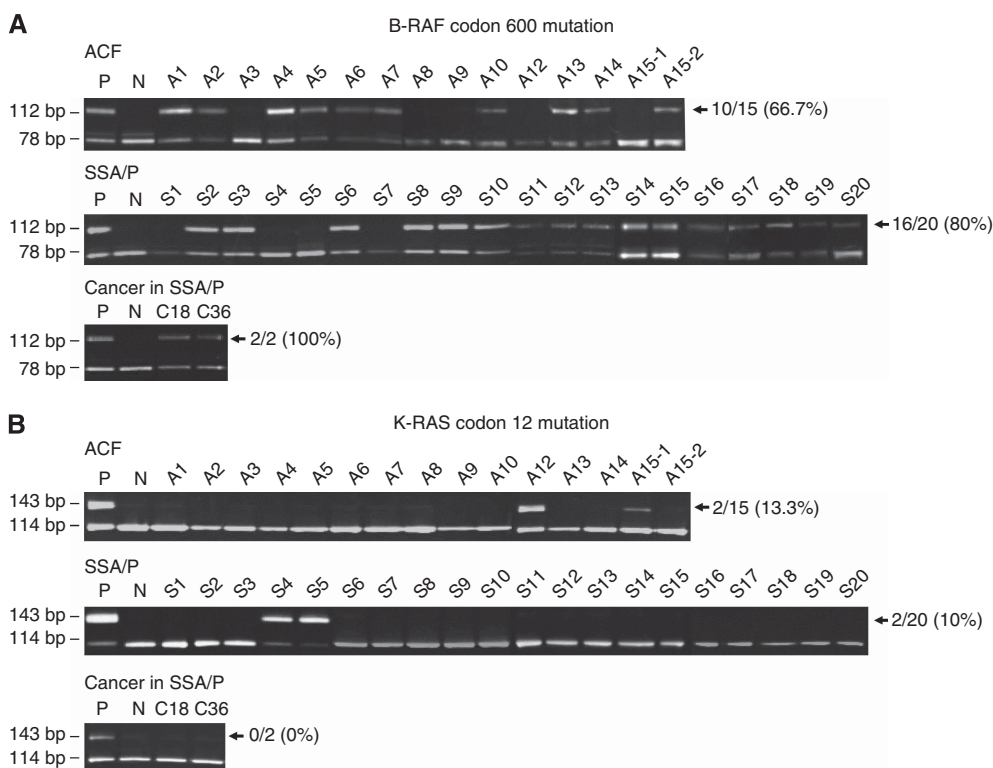 A
B-RAF codon 600 mutation
ACF
P N A1 A2 A3 A4 A5 A6 A7 A8 A9 A10 A12 A13 A14 A15-1 A15-2
112 bp
10/15 (66.7%)
78 bp
SSA/P
P N S1 S2 S3 S4 S5 S6 S7 S8 S9 S10 S11 S12 S13 S14 S15 S16 S17 S18 S19 S20
112 bp
16/20 (80%)
78 bp
Cancer in SSA/P
P N C18 C36
112 bp
2/2 (100%)
78 bp
B
K-RAS codon 12 mutation
ACF
P N A1 A2 A3 A4 A5 A6 A7 A8 A9 A10 A12 A13 A14 A15-1 A15-2
143 bp
2/15 (13.3%)
114 bp
SSA/P
P N S1 S2 S3 S4 S5 S6 S7 S8 S9 S10 S11 S12 S13 S14 S15 S16 S17 S18 S19 S20
143 bp
2/20 (10%)
114 bp
Cancer in SSA/P
P N C18 C36
143 bp
0/2 (0%)
114 bp